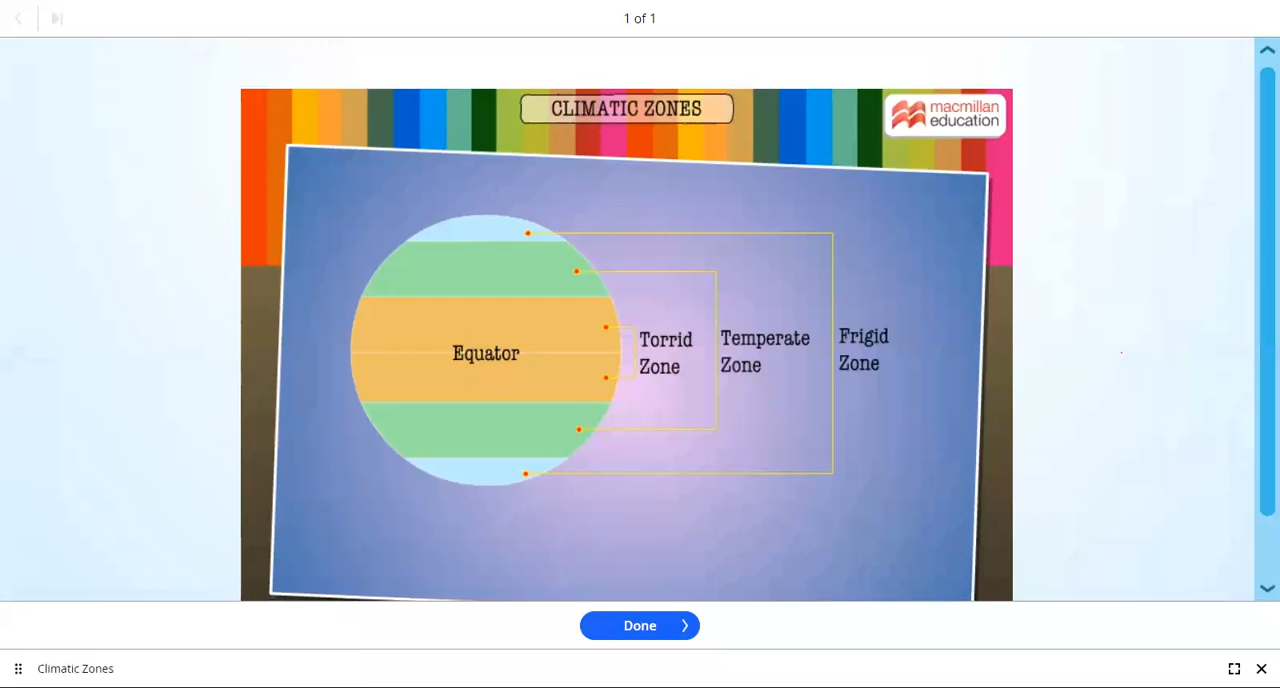 1 of 1
CLIMATIC ZONES
macmillan
education
Equator
Torrid
Zone
Temperate
Zone
Frigid
Zone
Done
Climatic Zones